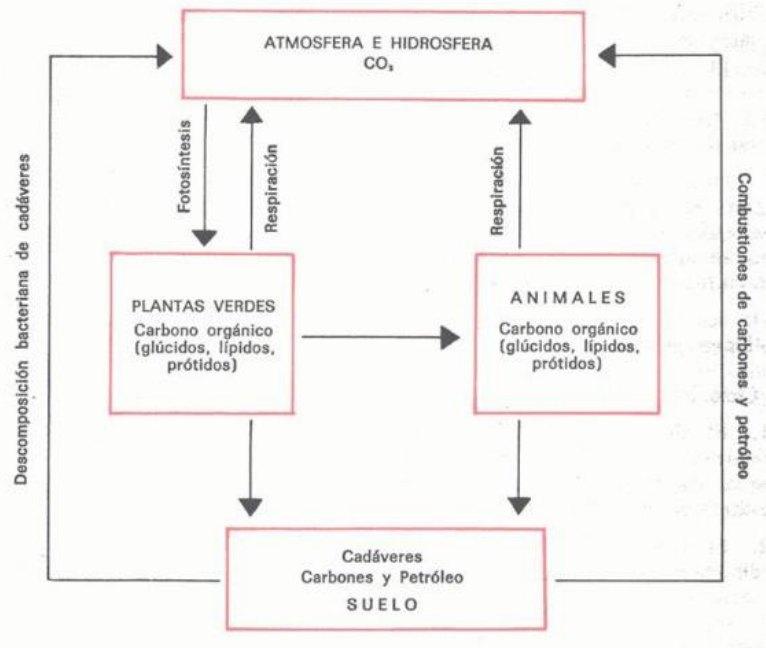 ATMOSFERA E HIDROSFERA
CO₂
Fotosíntesis
Respiración
Respiración
Descomposición bacteriana de cadáveres
Combustiones de carbones y petróleo
PLANTAS VERDES
Carbono orgánico
(glúcidos, lípidos,
prótidos)
ANIMALES
Carbono orgánico
(glúcidos, lípidos,
prótidos)
Cadáveres
Carbones y Petróleo
SUELO